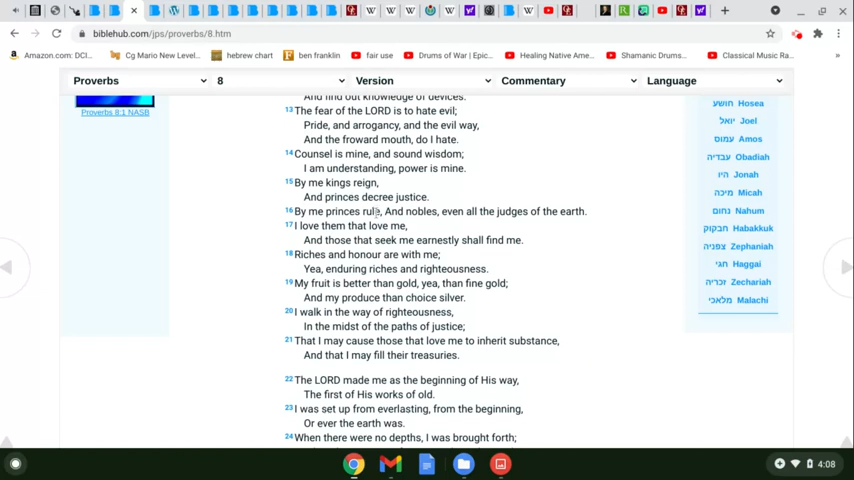 biblehub.com/jps/proverbs/8.htm
Amazon.com: DCI...
Cg Mario New Level...
hebrew chart
ben franklin
fair use
Drums of War | Epic...
Healing Native Ame...
Shamanic Drums...
Classical Music Ra...
»
Proverbs
8
Version
Commentary
Language
Proverbs 8:1 NASB
And find out knowledge of devices.
13 The fear of the LORD is to hate evil;
Pride, and arrogancy, and the evil way,
And the froward mouth, do I hate.
14 Counsel is mine, and sound wisdom;
I am understanding, power is mine.
15 By me kings reign,
And princes decree justice.
16 By me princes rule, And nobles, even all the judges of the earth.
17 I love them that love me,
And those that seek me earnestly shall find me.
18 Riches and honour are with me;
Yea, enduring riches and righteousness.
19 My fruit is better than gold, yea, than fine gold;
And my produce than choice silver.
20 I walk in the way of righteousness,
In the midst of the paths of justice;
21 That I may cause those that love me to inherit substance,
And that I may fill their treasuries.
22 The LORD made me as the beginning of His way,
The first of His works of old.
23 I was set up from everlasting, from the beginning,
Or ever the earth was.
24 When there were no depths, I was brought forth;
הושע Hosea
יואל Joel
עמוס Amos
עבדיה Obadiah
Jonah
מיכה Micah
נחום Nahum
חבקוק Habakkuk
צפניה Zephaniah
חגי Haggai
זכריה Zechariah
מלאכי Malachi
4:08